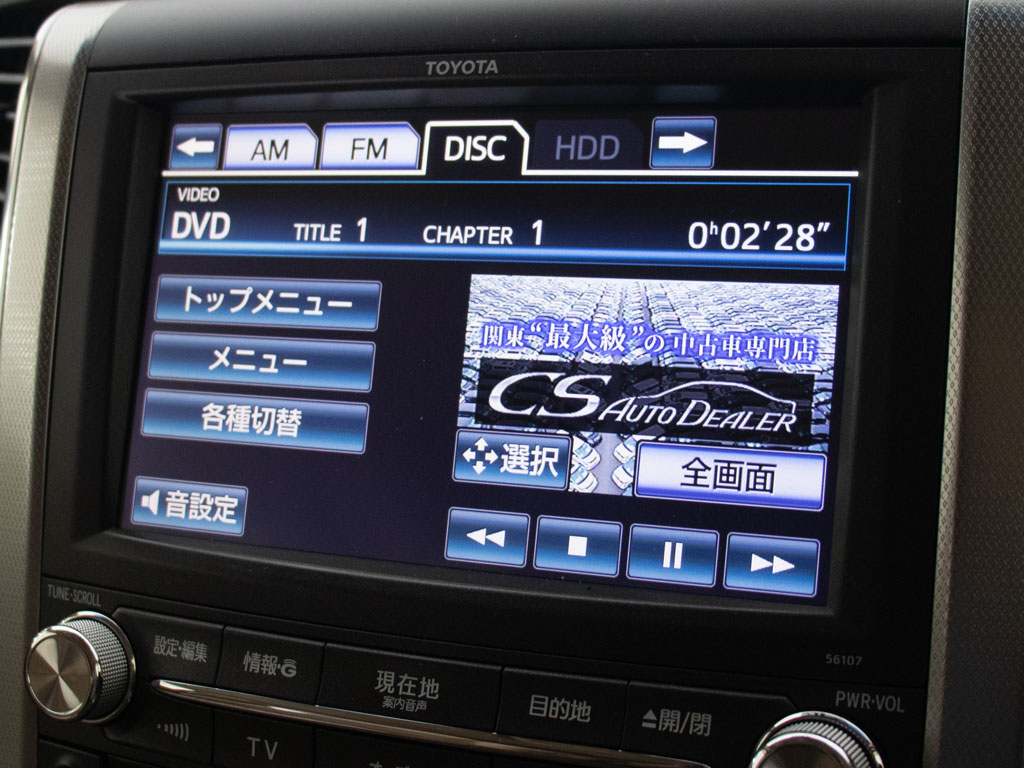 TOYOTA
AM FM DISC HDD
VIDEO
DVD TITLE 1 CHAPTER 1 0h02'28"
トップメニュー
関東“最大級”の中古車専門店
メニュー
CS AUTO DEALER
各種切替
選択
全画面
音設定
TUNE・SCROLL
設定・編集
情報・G
現在地
案内音声
目的地
開/閉
56107
PWR・VOL
TV